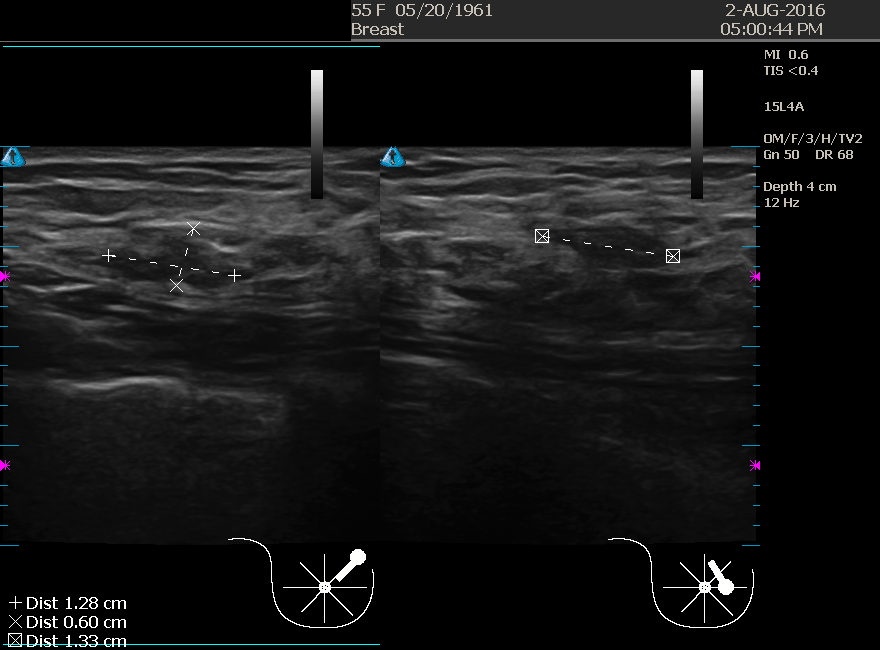 55 F 05/20/1961 2-AUG-2016
Breast 05:00:44 PM
MI 0.6
TIS <0.4
15L4A
OM/F/3/H/TV2
Gn 50 DR 68
Depth 4 cm
12 Hz
Dist 1.28 cm
Dist 0.60 cm
Dist 1.33 cm